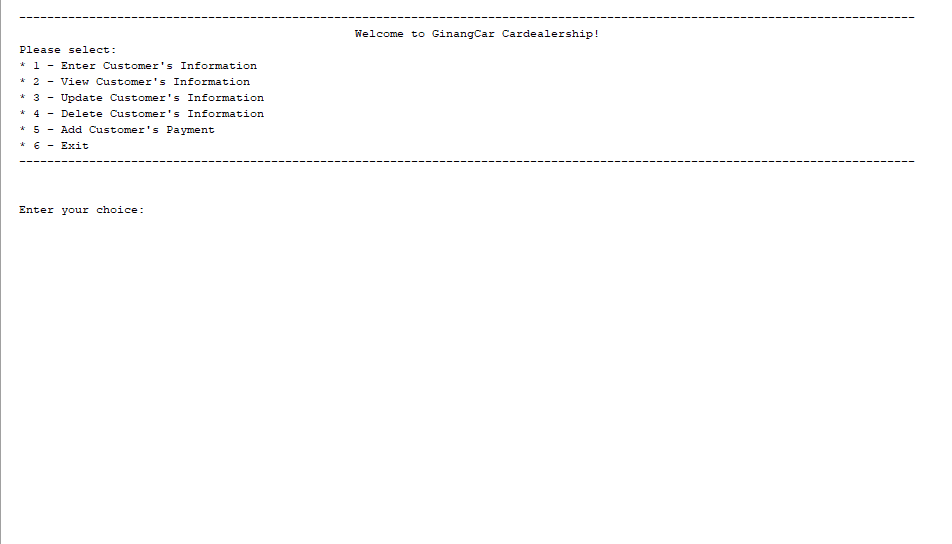 --------------------------------------------------------------------------------------------------------------------------------
Welcome to GinangCar Cardealership!
Please select:
* 1 - Enter Customer's Information
* 2 - View Customer's Information
* 3 - Update Customer's Information
* 4 - Delete Customer's Information
* 5 - Add Customer's Payment
* 6 - Exit
--------------------------------------------------------------------------------------------------------------------------------
Enter your choice: